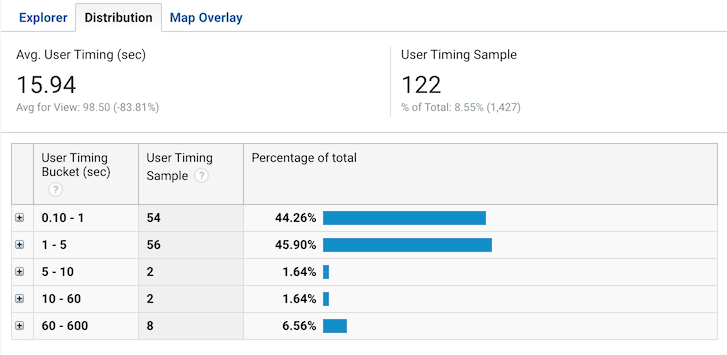 Explorer Distribution Map Overlay
Avg. User Timing (sec)
15.94
Avg for View: 98.50 (-83.81%)
User Timing Sample
122
% of Total: 8.55% (1,427)
User Timing
Bucket (sec)
?
User Timing
Sample ?
Percentage of total
0.10 - 1 54 44.26%
1 - 5 56 45.90%
5 - 10 2 1.64%
10 - 60 2 1.64%
60 - 600 8 6.56%